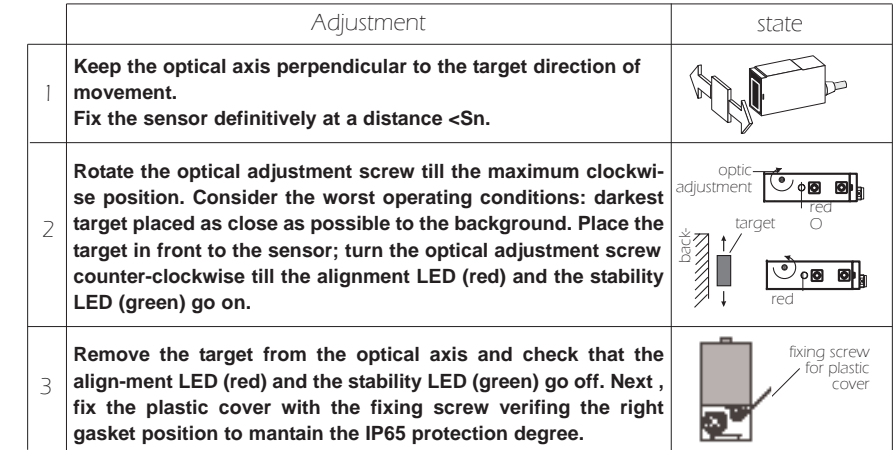 Adjustment
state
1
Keep the optical axis perpendicular to the target direction of
movement.
Fix the sensor definitively at a distance <Sn.
2
Rotate the optical adjustment screw till the maximum clockwi-
se position. Consider the worst operating conditions: darkest
target placed as close as possible to the background. Place the
target in front to the sensor; turn the optical adjustment screw
counter-clockwise till the alignment LED (red) and the stability
LED (green) go on.
optic
adjustment
red
O
target
back-
red
3
Remove the target from the optical axis and check that the
align-ment LED (red) and the stability LED (green) go off. Next ,
fix the plastic cover with the fixing screw verifing the right
gasket position to mantain the IP65 protection degree.
fixing screw
for plastic
cover